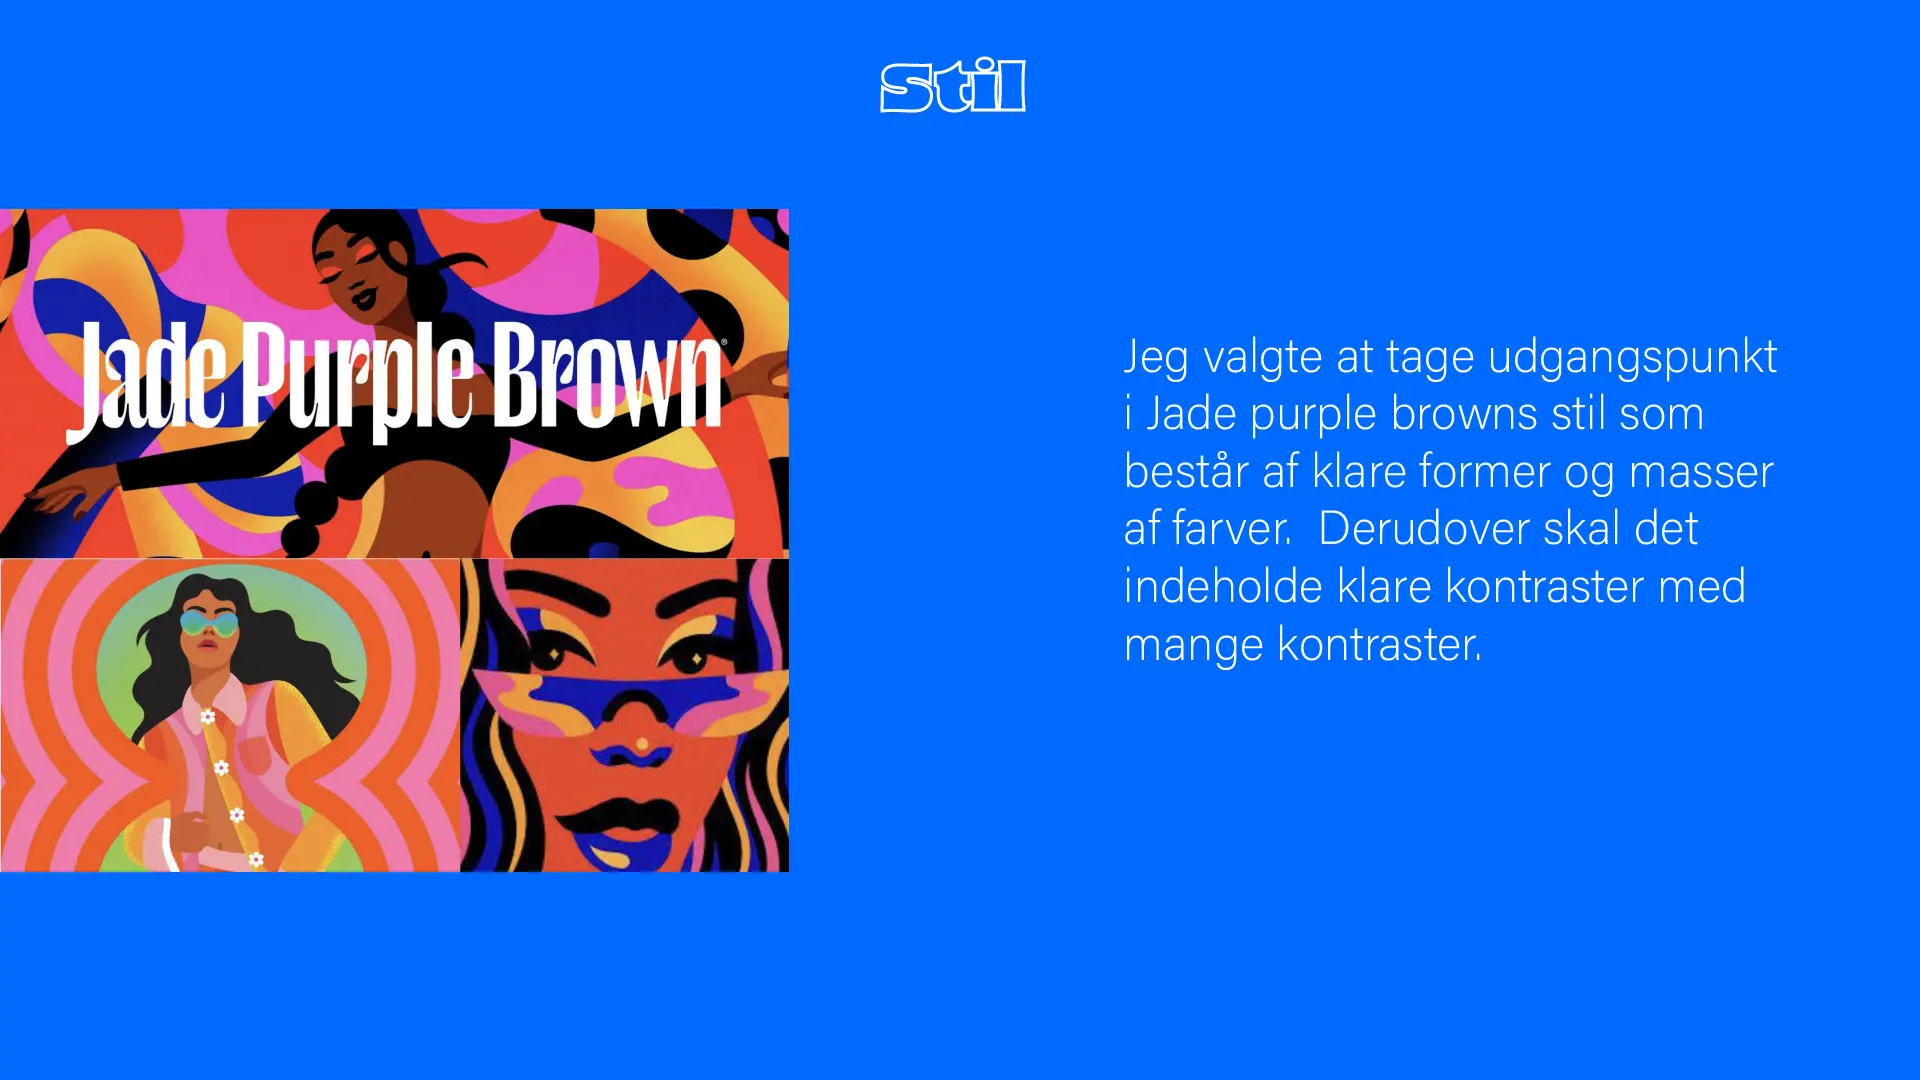 Stil
Jade Purple Brown®
Jeg valgte at tage udgangspunkt
i Jade purple browns stil som
består af klare former og masser
af farver.  Derudover skal det
indeholde klare kontraster med
mange kontraster.